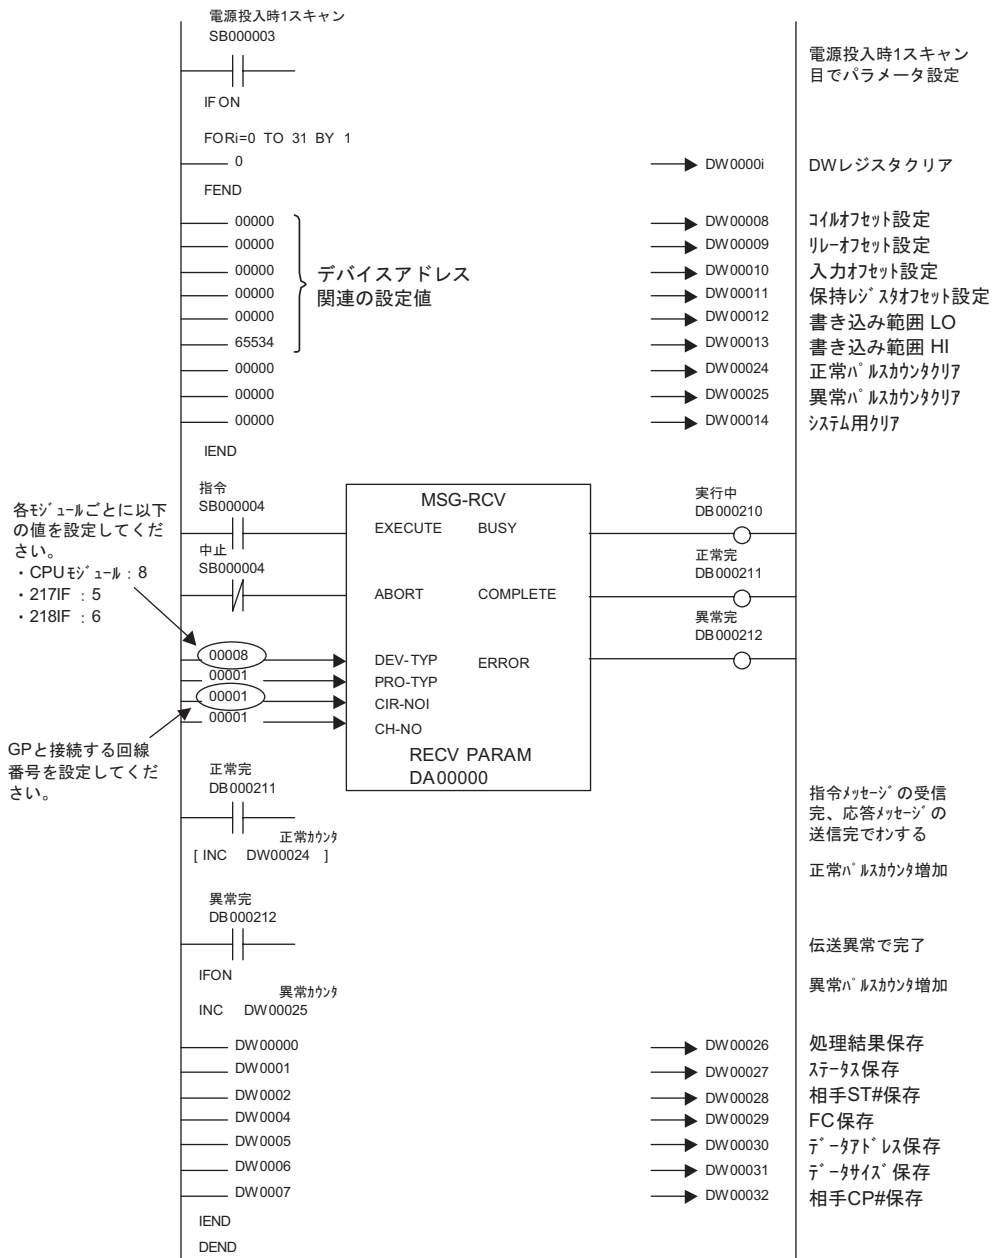 電源投入時1スキャン
SB000003
電源投入時1スキャン
目でパラメータ設定
IFON
FORi=0 TO 31 BY 1
0
DW0000i
DWレジスタクリア
FEND
00000
DW00008
ｺｲﾙｵﾌｾｯﾄ設定
00000
DW00009
ﾘﾚｰｵﾌｾｯﾄ設定
00000
DW00010
入力ｵﾌｾｯﾄ設定
00000
DW00011
保持ﾚｼﾞｽﾀｵﾌｾｯﾄ設定
00000
DW00012
書き込み範囲 LO
65534
DW00013
書き込み範囲 HI
デバイスアドレス
関連の設定値
00000
DW00024
正常ﾊﾟﾙｽｶｳﾝﾀｸﾘｱ
00000
DW00025
異常ﾊﾟﾙｽｶｳﾝﾀｸﾘｱ
00000
DW00014
ｼｽﾃﾑ用ｸﾘｱ
IEND
各ﾓｼﾞｭｰﾙごとに以下
の値を設定してくだ
さい。
・CPUﾓｼﾞｭｰﾙ：8
・217IF ：5
・218IF ：6
指令
SB000004
中止
SB000004
MSG-RCV
EXECUTE BUSY
ABORT COMPLETE
DEV-TYP ERROR
PRO-TYP
CIR-NOI
CH-NO
RECV PARAM
DA00000
実行中
DB000210
正常完
DB000211
異常完
DB000212
00008
00001
00001
00001
GPと接続する回線
番号を設定してくだ
さい。
正常完
DB000211
指令ﾒｯｾｰｼﾞの受信
完、応答ﾒｯｾｰｼﾞの
送信完でオンする
正常ｶｳﾝﾀ
[ INC DW00024 ]
正常ﾊﾟﾙｽｶｳﾝﾀ増加
異常完
DB000212
伝送異常で完了
IFON
異常ｶｳﾝﾀ
INC DW00025
異常ﾊﾟﾙｽｶｳﾝﾀ増加
DW00000
DW00026
処理結果保存
DW0001
DW00027
ｽﾃｰﾀｽ保存
DW0002
DW00028
相手ST#保存
DW0004
DW00029
FC保存
DW0005
DW00030
ﾃﾞｰﾀｱﾄﾞﾚｽ保存
DW0006
DW00031
ﾃﾞｰﾀｻｲｽﾞ保存
DW0007
DW00032
相手CP#保存
IEND
DEND